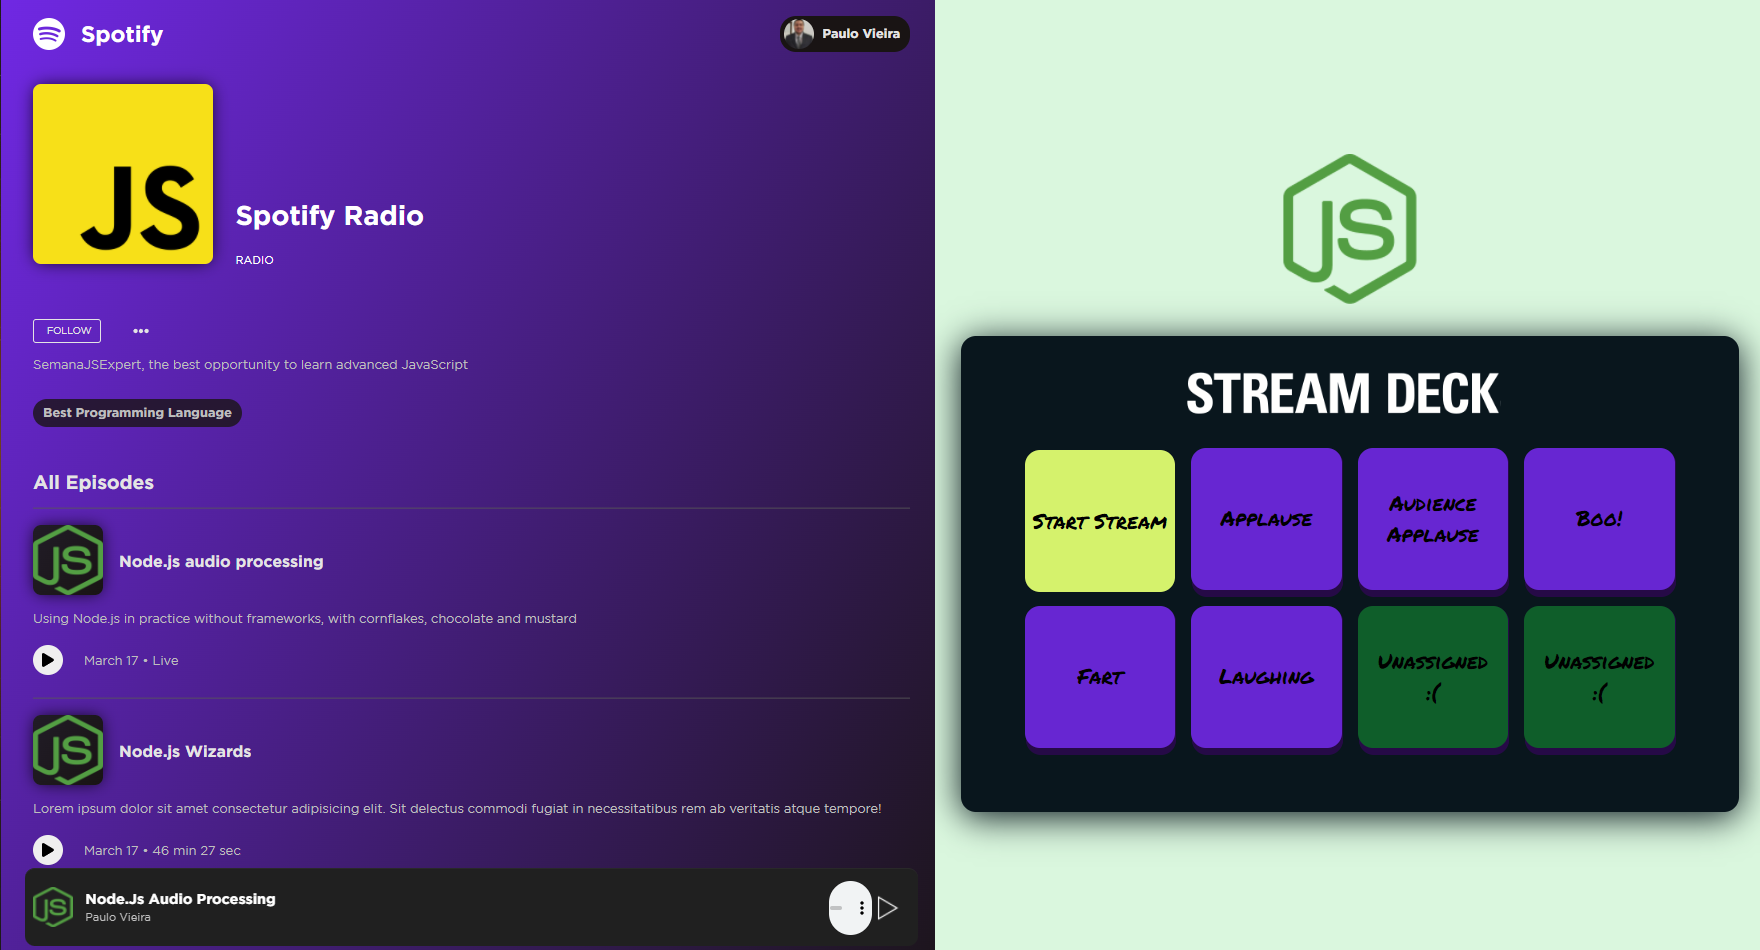 Spotify
Paulo Vieira
JS
Spotify Radio
RADIO
FOLLOW
SemanaJSExpert, the best opportunity to learn advanced JavaScript
Best Programming Language
All Episodes
JS
Node.js audio processing
Using Node.js in practice without frameworks, with cornflakes, chocolate and mustard
March 17 • Live
JS
Node.js Wizards
Lorem ipsum dolor sit amet consectetur adipisicing elit. Sit delectus commodi fugiat in necessitatibus rem ab veritatis atque tempore!
March 17 • 46 min 27 sec
JS
Node.Js Audio Processing
Paulo Vieira
JS
STREAM DECK
Start Stream
Applause
Audience
Applause
Boo!
Fart
Laughing
Unassigned
:(
Unassigned
:(